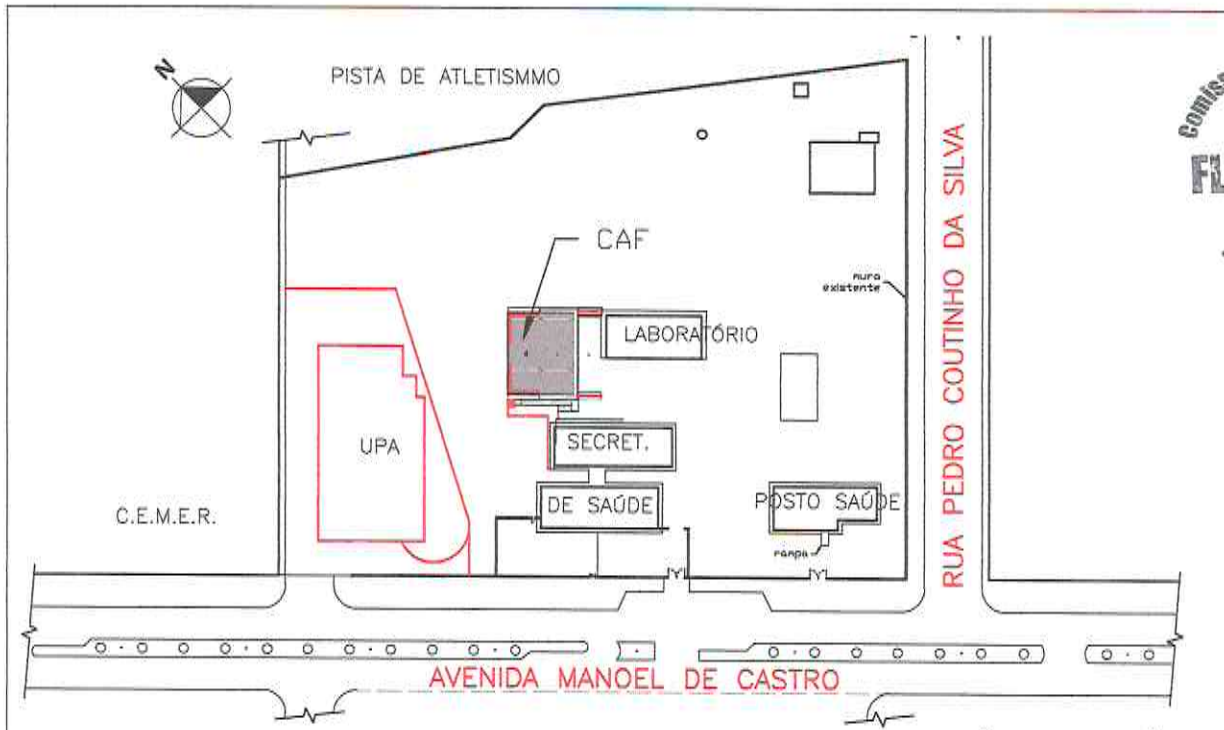 N
PISTA DE ATLETISMMO
CAF
muro
existente
LABORATÓRIO
UPA
SECRET.
DE SAÚDE
POSTO SAÚDE
rampa
C.E.M.E.R.
RUA PEDRO COUTINHO DA SILVA
AVENIDA MANOEL DE CASTRO